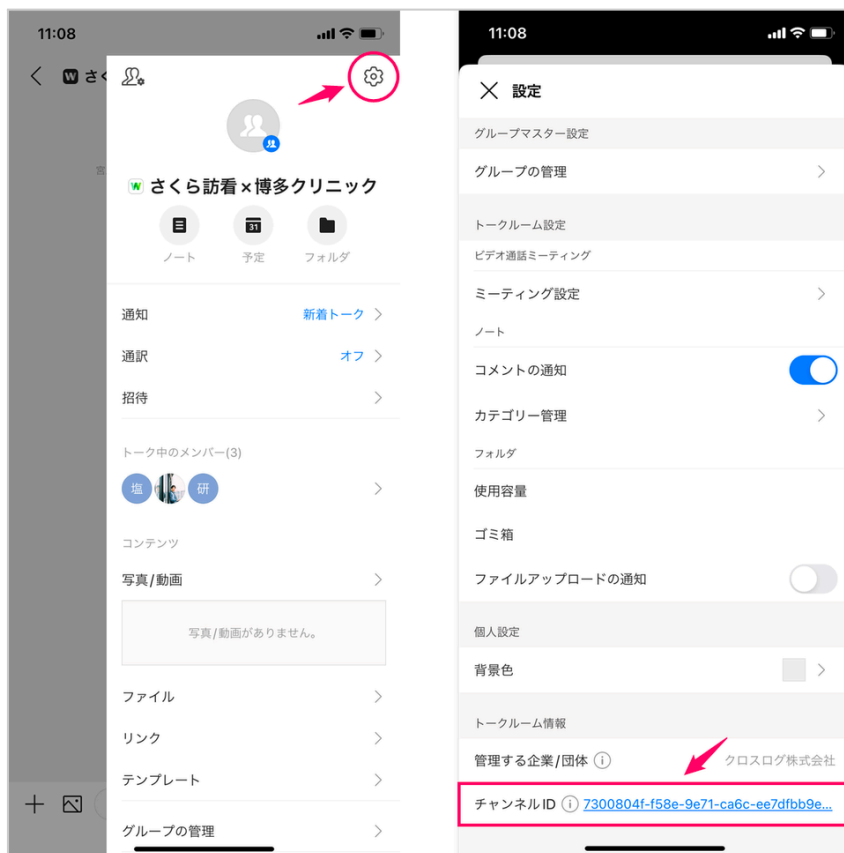 11:08
さく
さくら訪看×博多クリニック
31
ノート 予定 フォルダ
通知 新着トーク
通訳 オフ
招待
トーク中のメンバー(3)
塩 研
コンテンツ
写真/動画
写真/動画がありません。
ファイル
リンク
テンプレート
グループの管理
11:08
設定
グループマスター設定
グループの管理
トークルーム設定
ビデオ通話ミーティング
ミーティング設定
ノート
コメントの通知
カテゴリー管理
フォルダ
使用容量
ゴミ箱
ファイルアップロードの通知
個人設定
背景色
トークルーム情報
管理する企業/団体 クロスログ株式会社
チャンネルID 7300804f-f58e-9e71-ca6c-ee7dfbb9e...